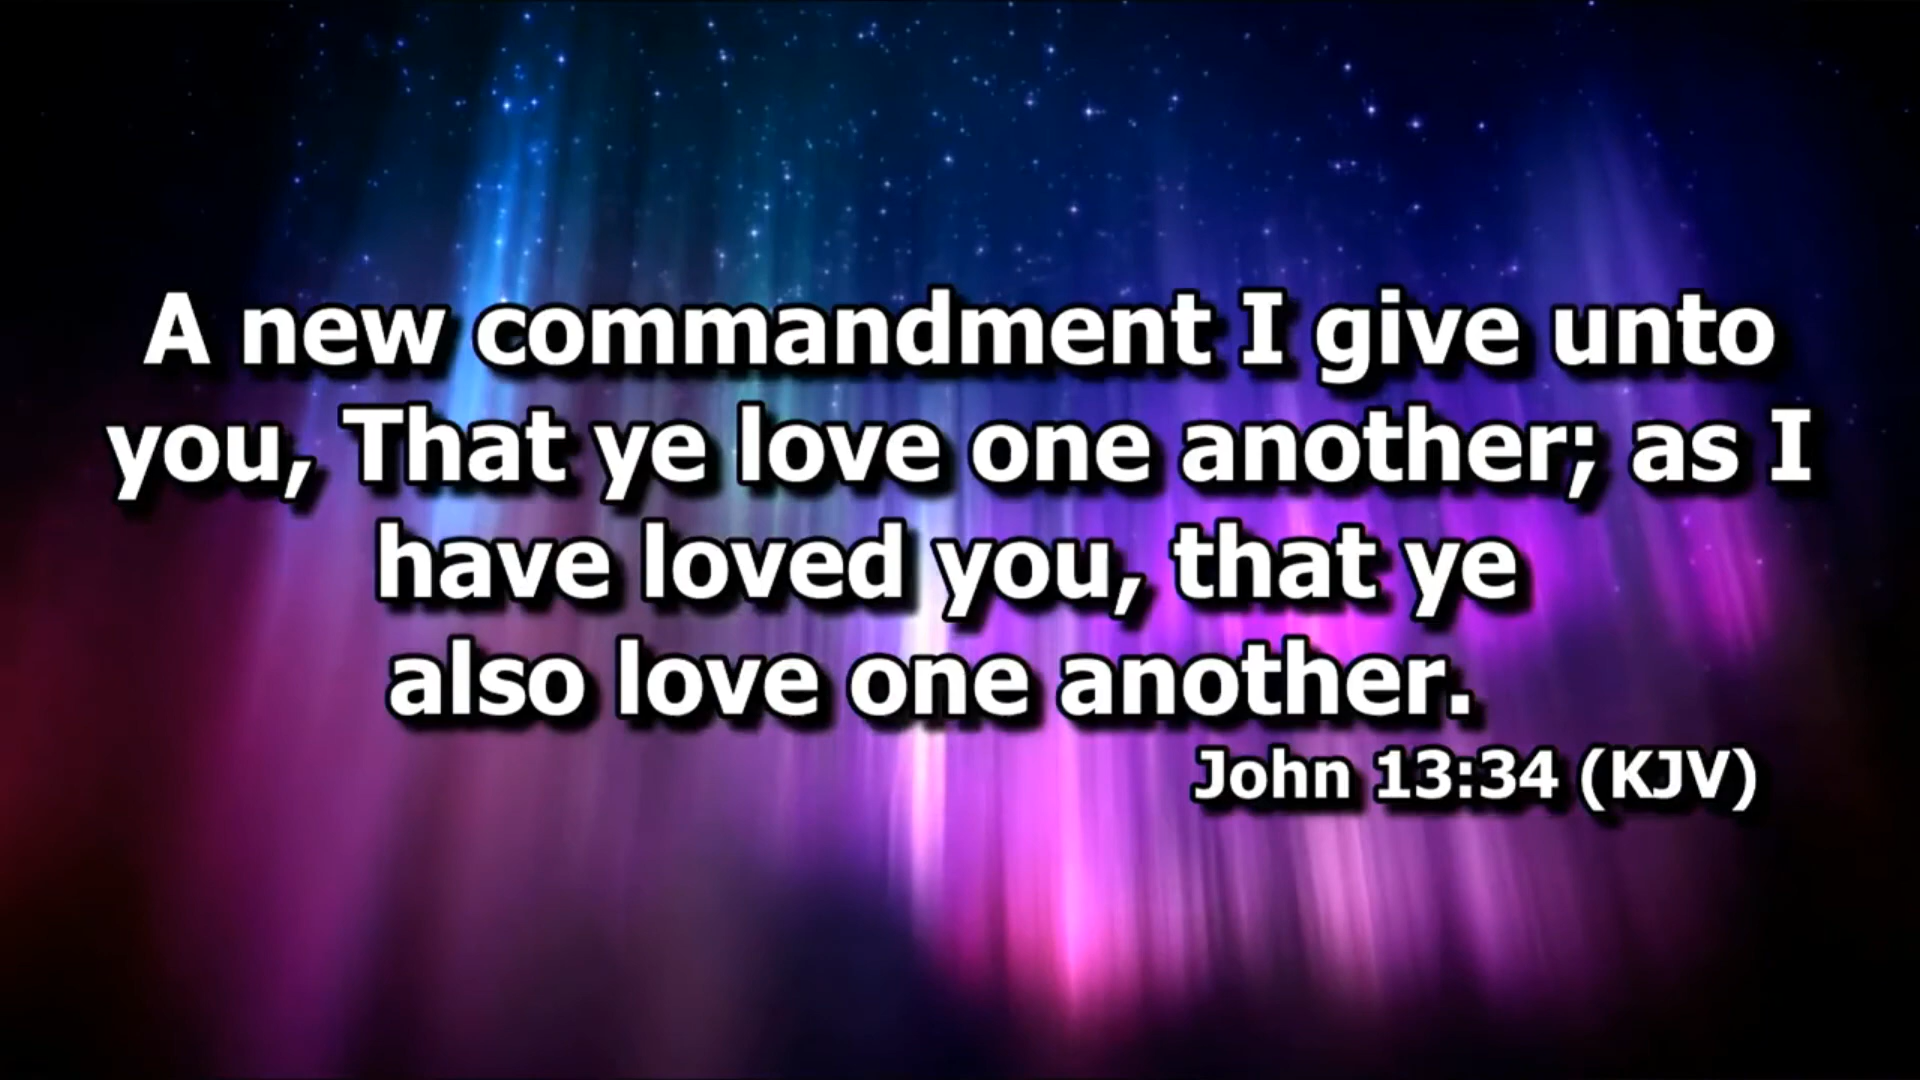 A new commandment I give unto
you, That ye love one another; as I
have loved you, that ye
also love one another.
John 13:34 (KJV)